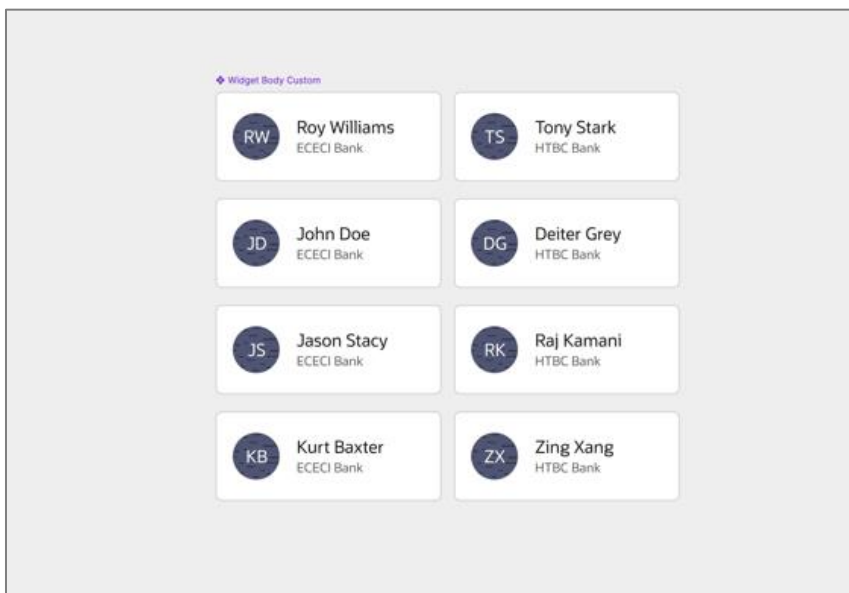 Widget Body Custom
RW
Roy Williams
ECECI Bank
TS
Tony Stark
HTBC Bank
JD
John Doe
ECECI Bank
DG
Deiter Grey
HTBC Bank
JS
Jason Stacy
ECECI Bank
RK
Raj Kamani
HTBC Bank
KB
Kurt Baxter
ECECI Bank
ZX
Zing Xang
HTBC Bank